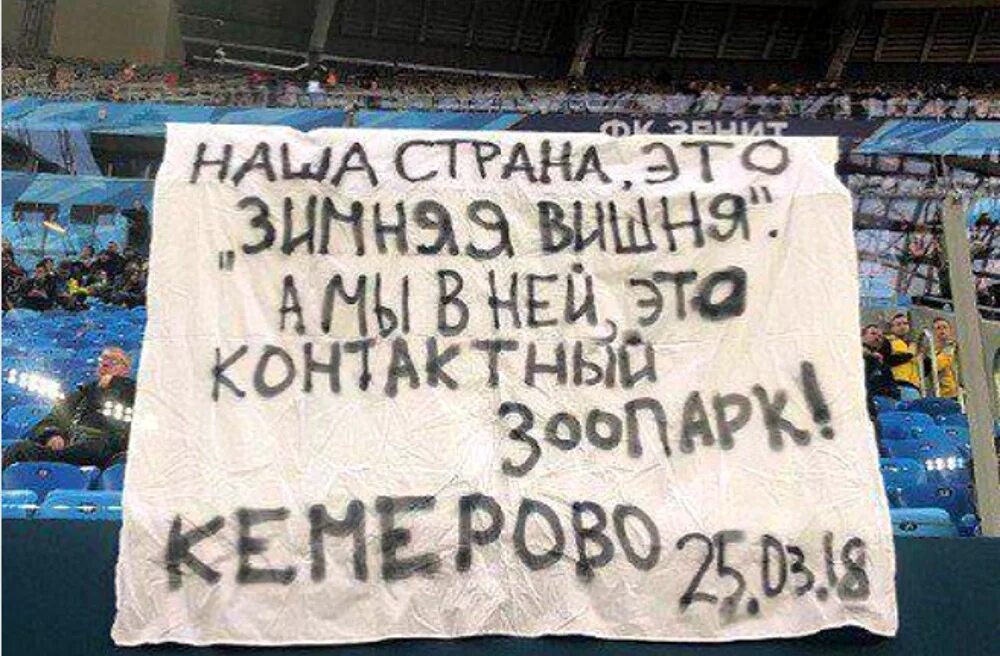 ФК ЗЕНИТ
НАША СТРАНА, ЭТО
„ЗИМНЯЯ ВИШНЯ".
А МЫ В НЕЙ, ЭТО
КОНТАКТНЫЙ
ЗООПАРК!
КЕМЕРОВО 25.03.18